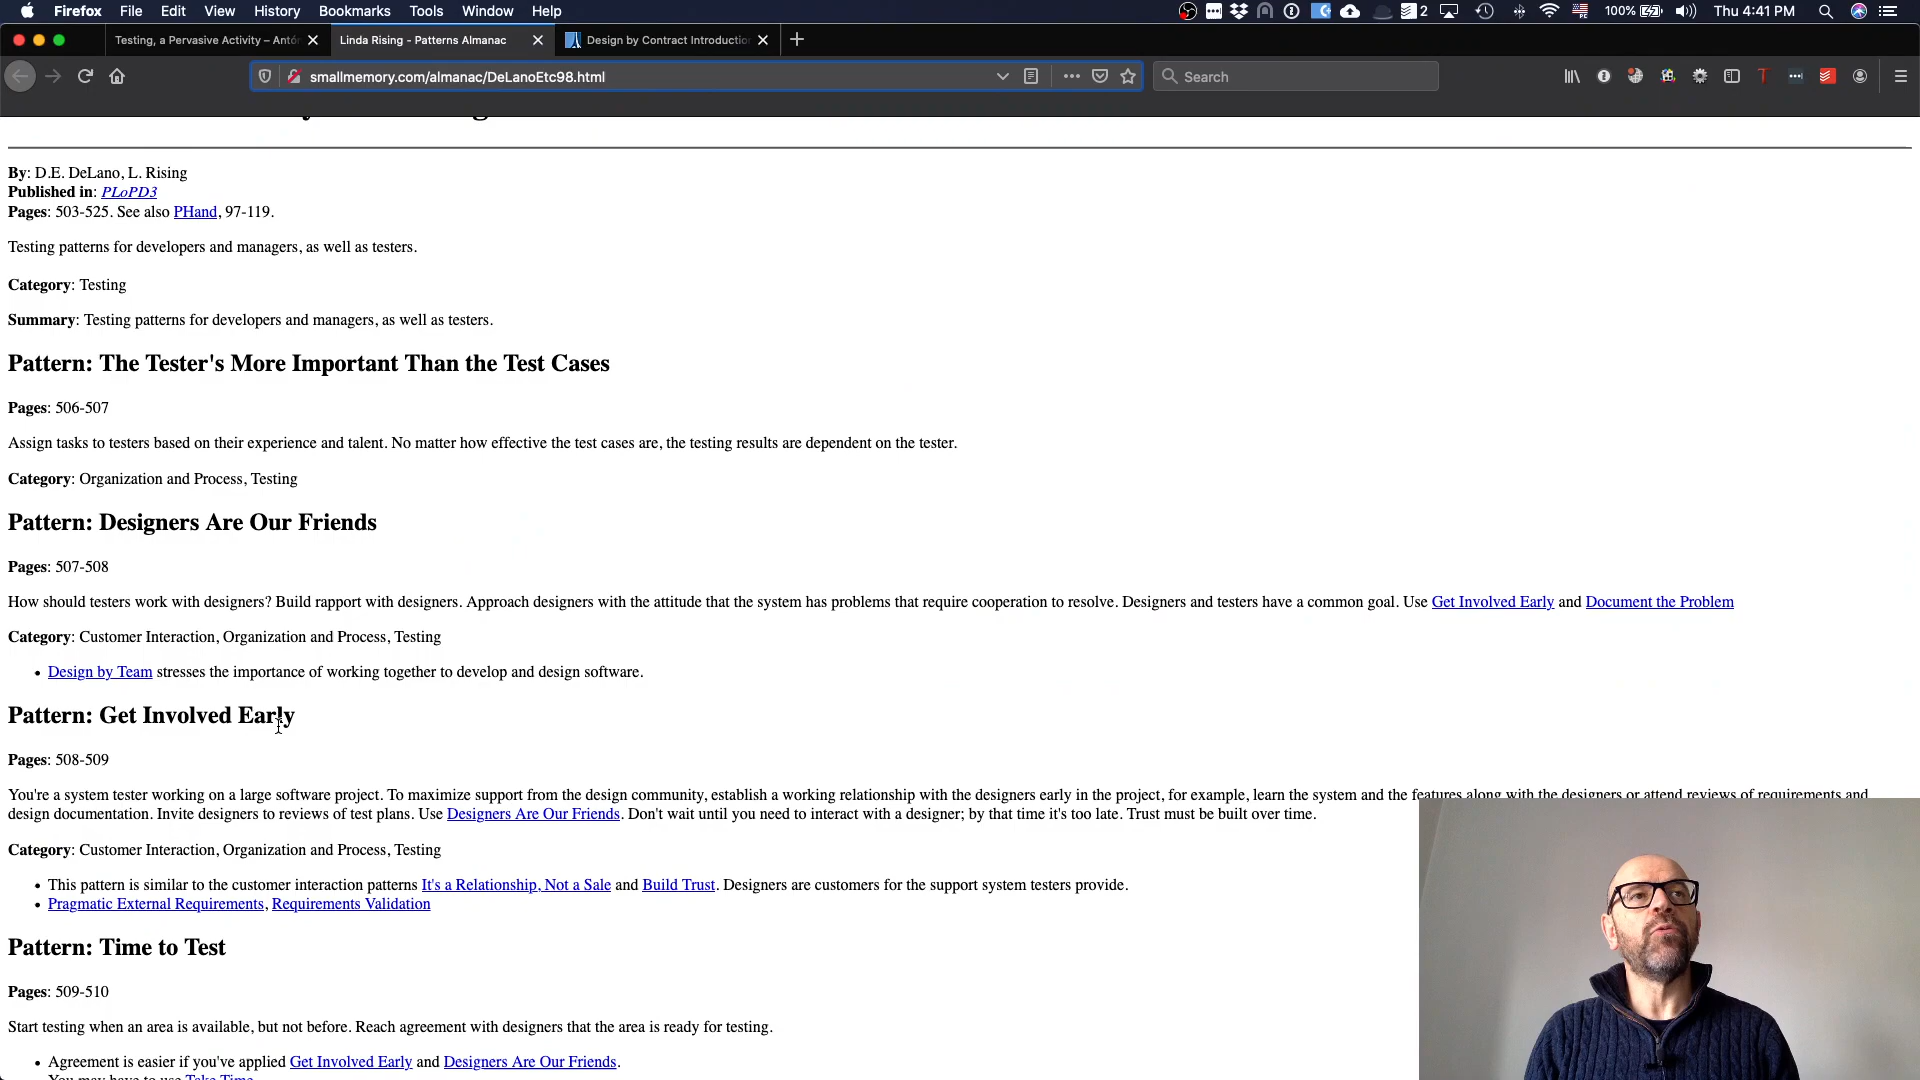 Firefox File Edit View History Bookmarks Tools Window Help 2 100% Thu 4:41 PM
Testing, a Pervasive Activity – Antón Linda Rising - Patterns Almanac Design by Contract Introduction
smallmemory.com/almanac/DeLanoEtc98.html Search
By: D.E. DeLano, L. Rising
Published in: PLoPD3
Pages: 503-525. See also PHand, 97-119.
Testing patterns for developers and managers, as well as testers.
Category: Testing
Summary: Testing patterns for developers and managers, as well as testers.
Pattern: The Tester's More Important Than the Test Cases
Pages: 506-507
Assign tasks to testers based on their experience and talent. No matter how effective the test cases are, the testing results are dependent on the tester.
Category: Organization and Process, Testing
Pattern: Designers Are Our Friends
Pages: 507-508
How should testers work with designers? Build rapport with designers. Approach designers with the attitude that the system has problems that require cooperation to resolve. Designers and testers have a common goal. Use Get Involved Early and Document the Problem
Category: Customer Interaction, Organization and Process, Testing
• Design by Team stresses the importance of working together to develop and design software.
Pattern: Get Involved Early
Pages: 508-509
You're a system tester working on a large software project. To maximize support from the design community, establish a working relationship with the designers early in the project, for example, learn the system and the features along with the designers or attend reviews of requirements and
design documentation. Invite designers to reviews of test plans. Use Designers Are Our Friends. Don't wait until you need to interact with a designer; by that time it's too late. Trust must be built over time.
Category: Customer Interaction, Organization and Process, Testing
• This pattern is similar to the customer interaction patterns It's a Relationship, Not a Sale and Build Trust. Designers are customers for the support system testers provide.
• Pragmatic External Requirements, Requirements Validation
Pattern: Time to Test
Pages: 509-510
Start testing when an area is available, but not before. Reach agreement with designers that the area is ready for testing.
• Agreement is easier if you've applied Get Involved Early and Designers Are Our Friends.
You may have to use Take Time